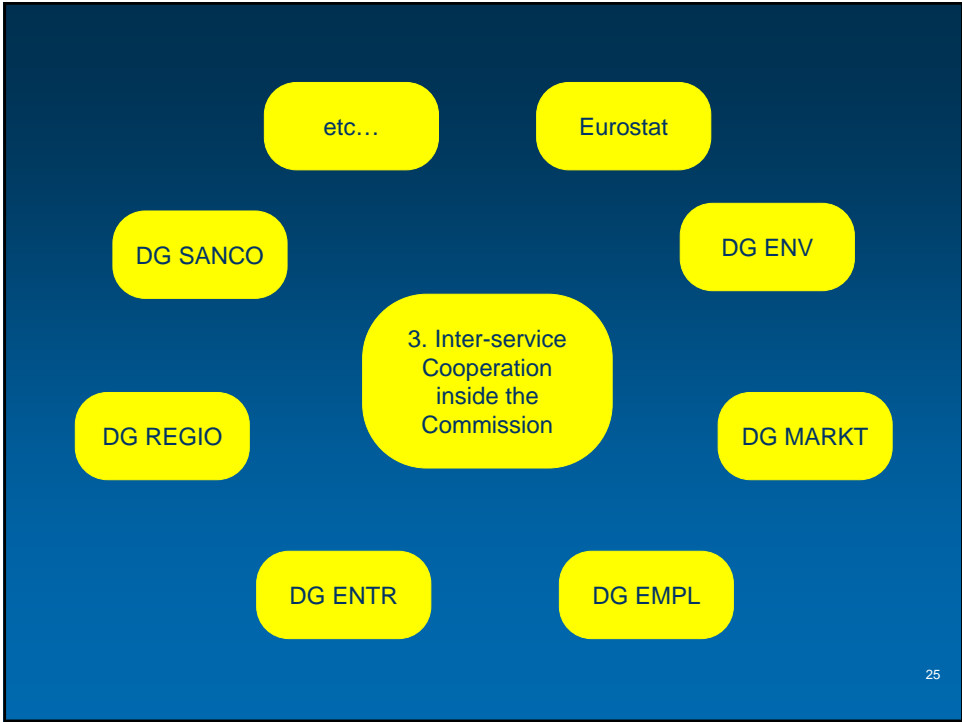 etc…
Eurostat
DG SANCO
DG ENV
3. Inter-service
Cooperation
inside the
Commission
DG REGIO
DG MARKT
DG ENTR
DG EMPL
25